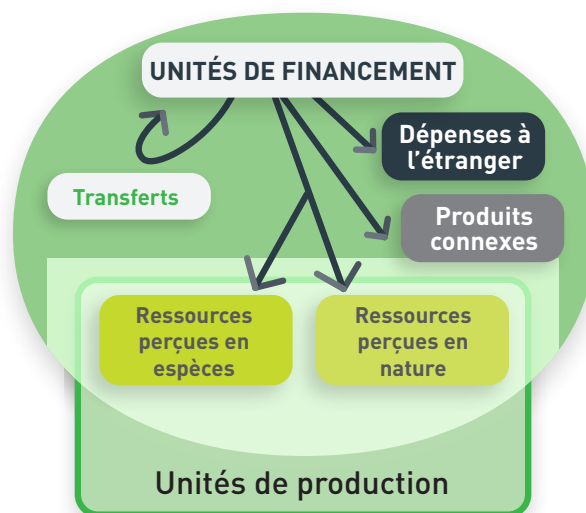 UNITÉS DE FINANCEMENT
Dépenses à
l'étranger
Transferts
Produits
connexes
Ressources
perçues en
espèces
Ressources
perçues en
nature
Unités de production